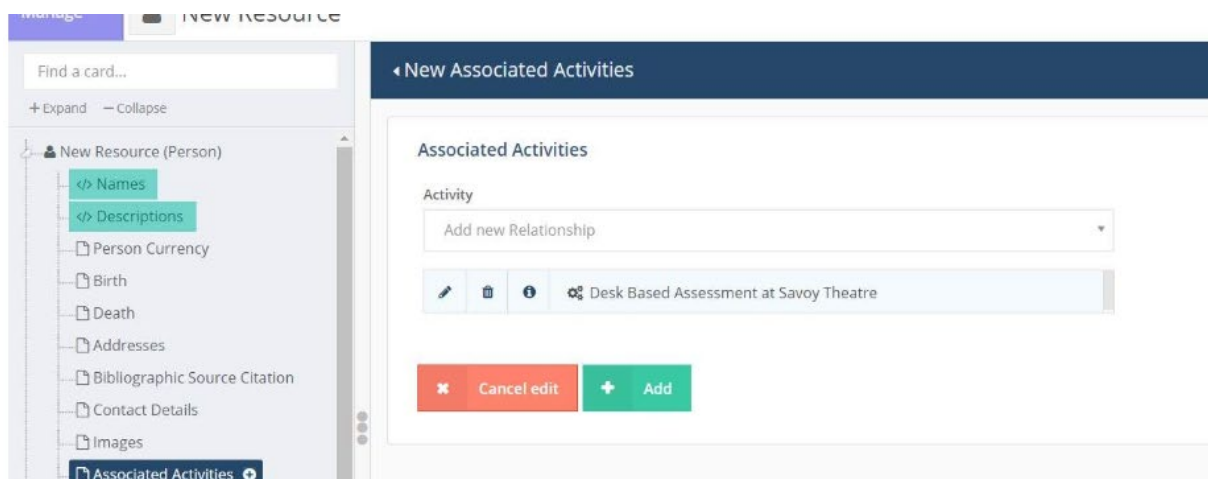 Manage
New Resource
Find a card...
+ Expand − Collapse
New Resource (Person)
</> Names
</> Descriptions
Person Currency
Birth
Death
Addresses
Bibliographic Source Citation
Contact Details
Images
Associated Activities
New Associated Activities
Associated Activities
Activity
Add new Relationship
Desk Based Assessment at Savoy Theatre
Cancel edit
Add